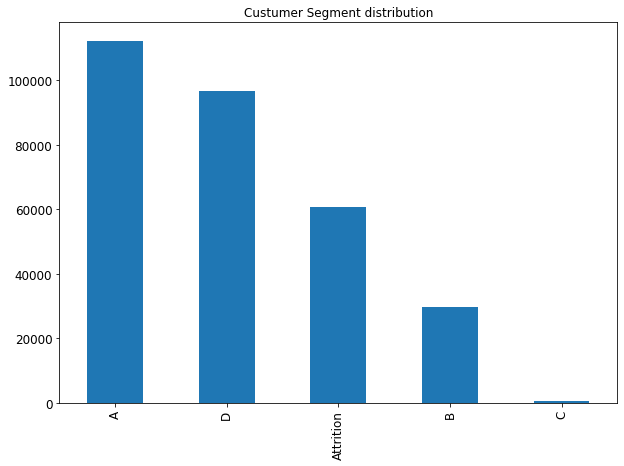 Custumer Segment distribution
100000
80000
60000
40000
20000
0
A
D
Attrition
B
C